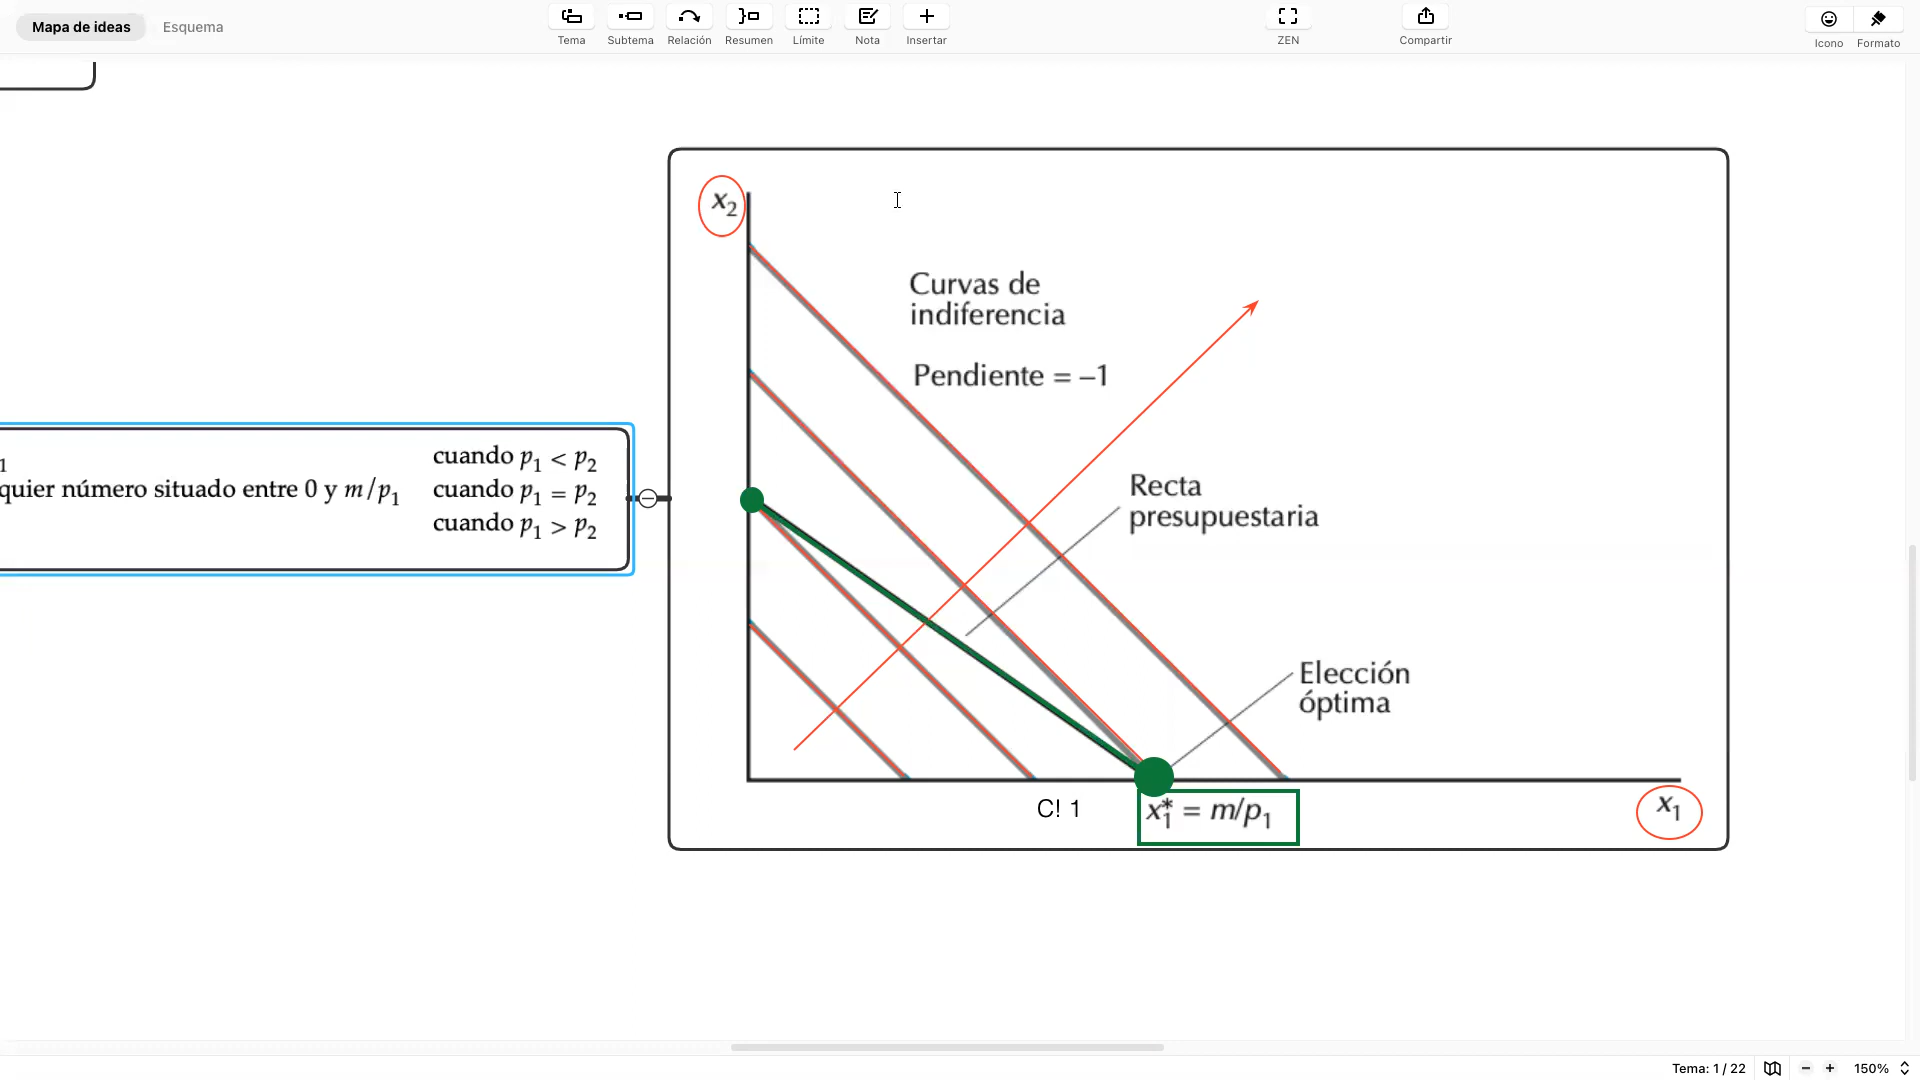 Mapa de ideas
Esquema
Tema
Subtema
Relación
Resumen
Límite
Nota
Insertar
ZEN
Compartir
Icono
Formato
x2
Curvas de
indiferencia
Pendiente = –1
Recta
presupuestaria
Elección
óptima
1
cuando p1 < p2
quier número situado entre 0 y m/p1 cuando p1 = p2
cuando p1 > p2
C! 1
x1* = m/p1
x1
Tema: 1 / 22
150%